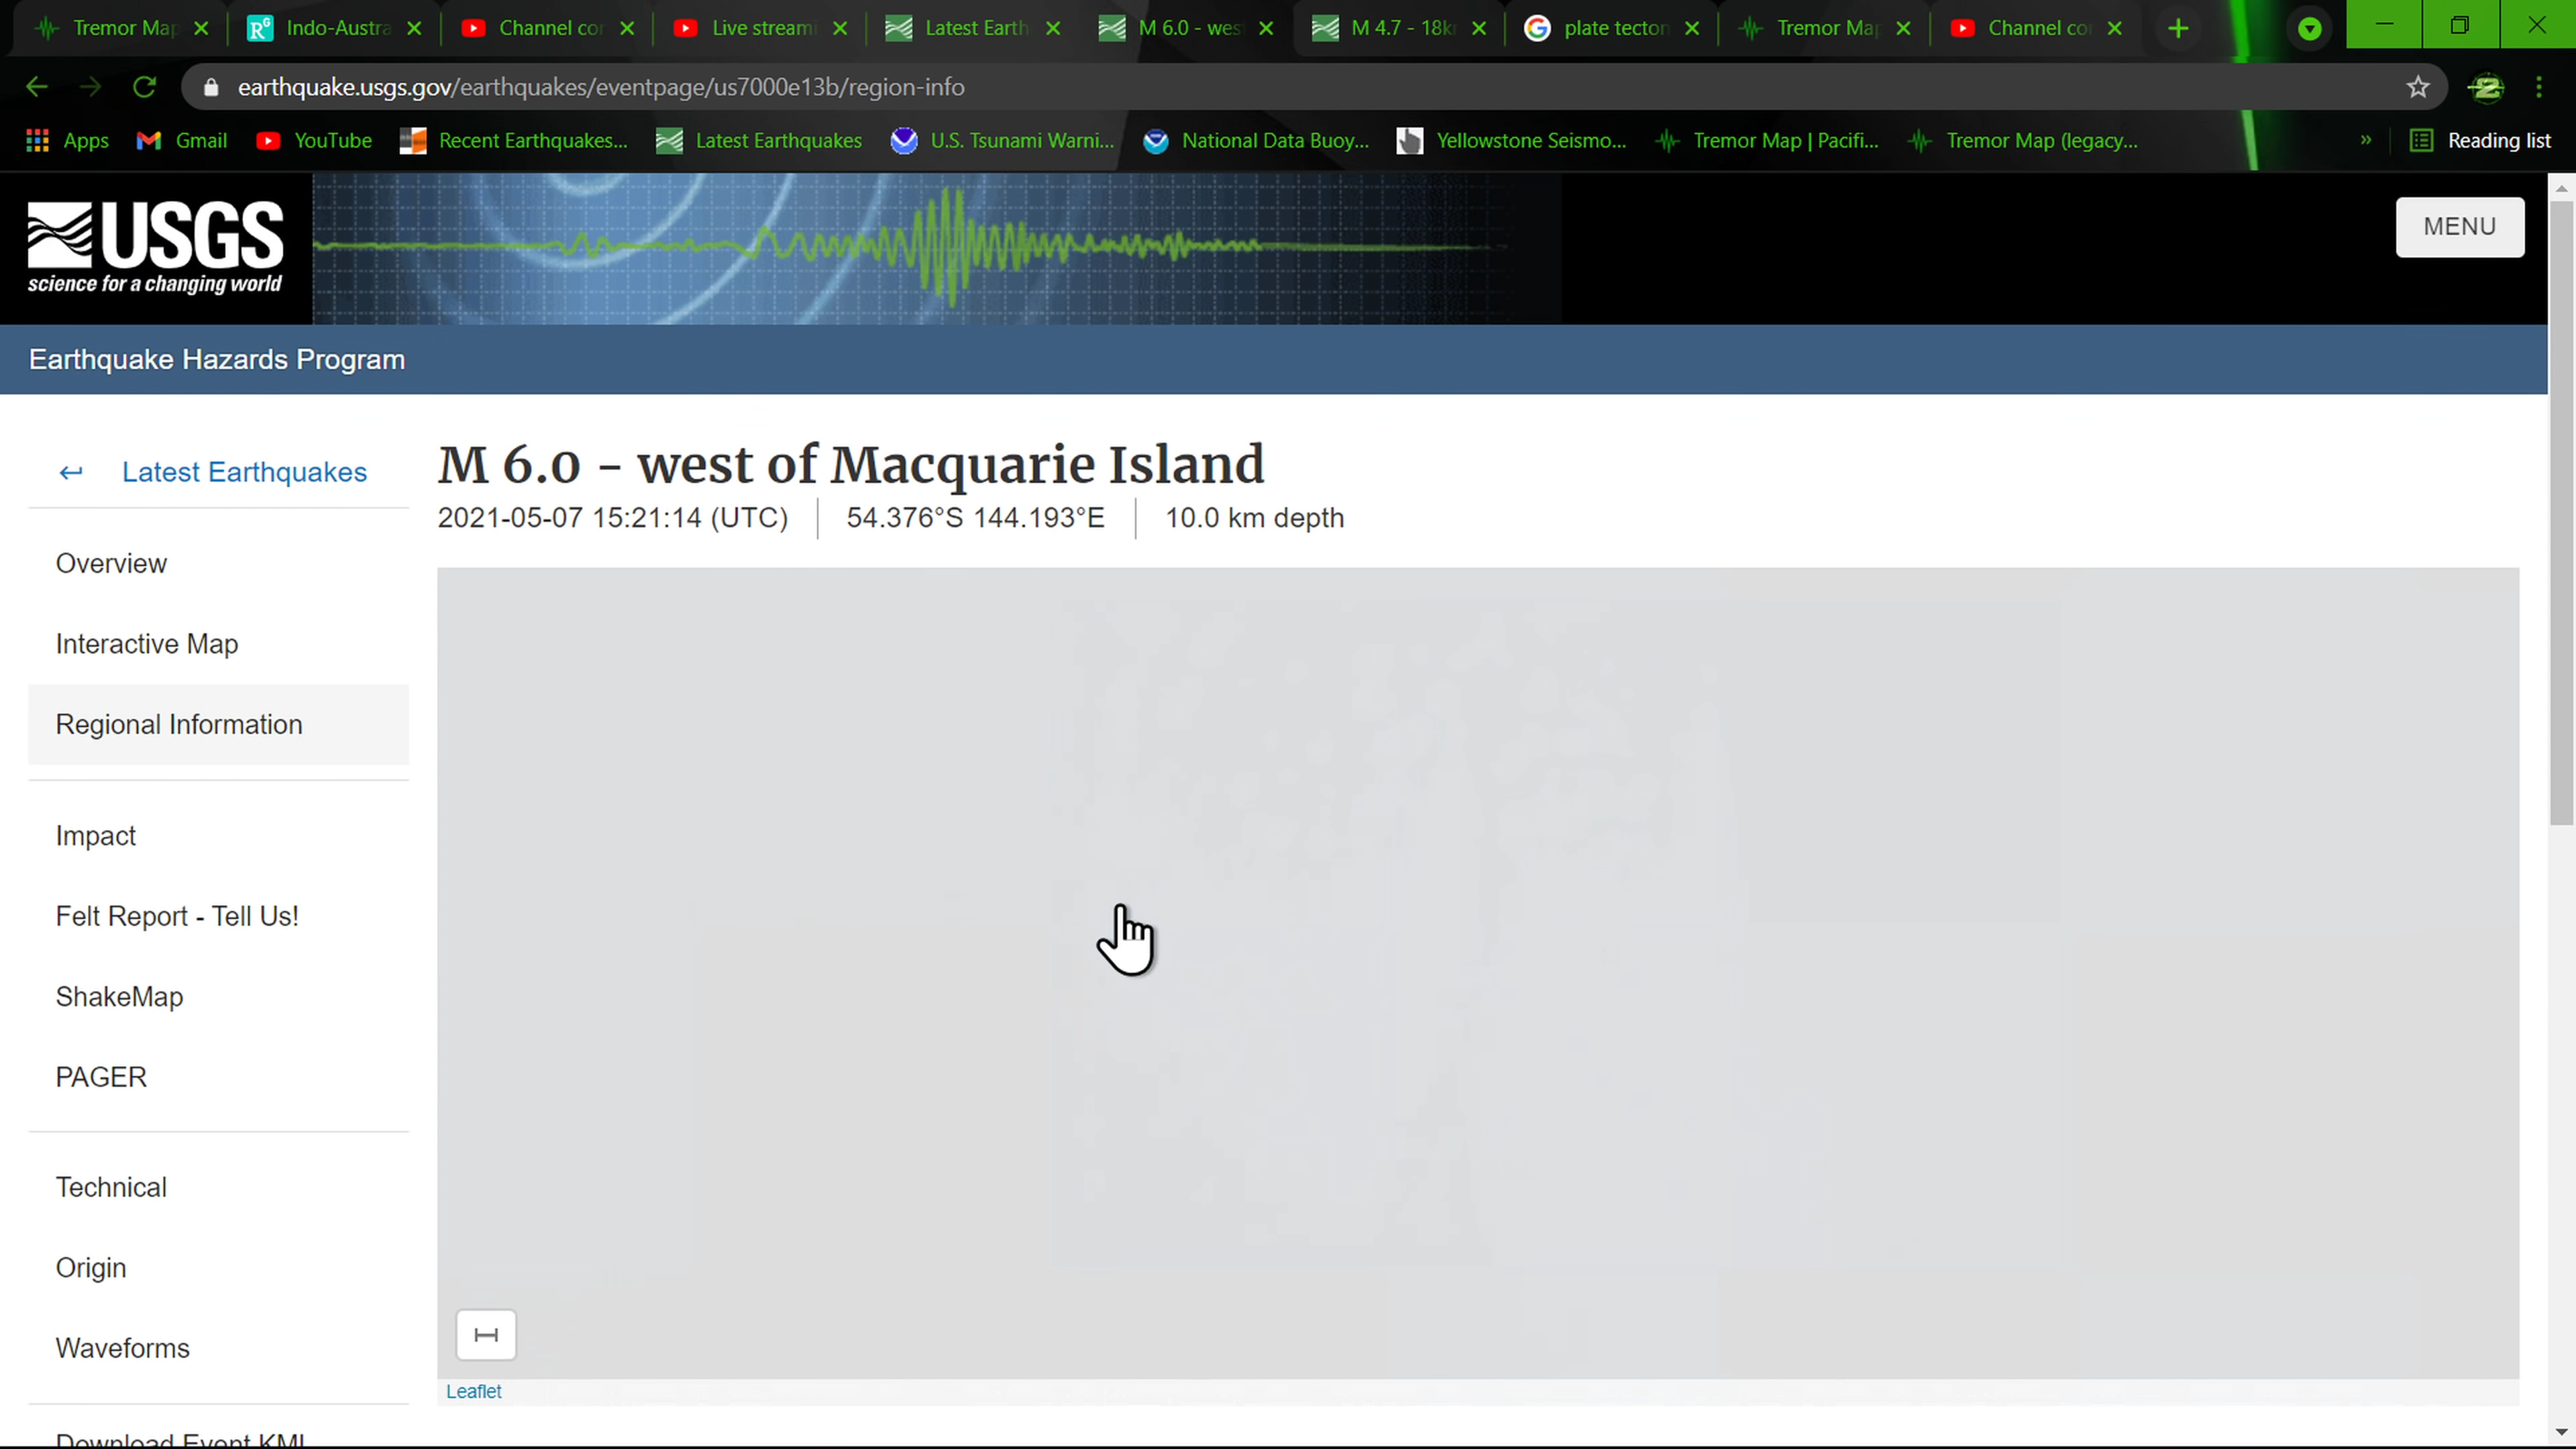 Tremor Map
Indo-Austra
Channel co
Live streami
Latest Earth
M 6.0 - wes
M 4.7 - 18k
plate tecton
Tremor Ma
Channel co
earthquake.usgs.gov/earthquakes/eventpage/us7000e13b/region-info
Apps
Gmail
YouTube
Recent Earthquakes...
Latest Earthquakes
U.S. Tsunami Warni...
National Data Buoy...
Yellowstone Seismo...
Tremor Map | Pacifi...
Tremor Map (legacy...
»
Reading list
USGS
science for a changing world
MENU
Earthquake Hazards Program
Latest Earthquakes
M 6.0 - west of Macquarie Island
2021-05-07 15:21:14 (UTC) 54.376°S 144.193°E 10.0 km depth
Overview
Interactive Map
Regional Information
Impact
Felt Report - Tell Us!
ShakeMap
PAGER
Technical
Origin
Waveforms
Download Event KML
Leaflet